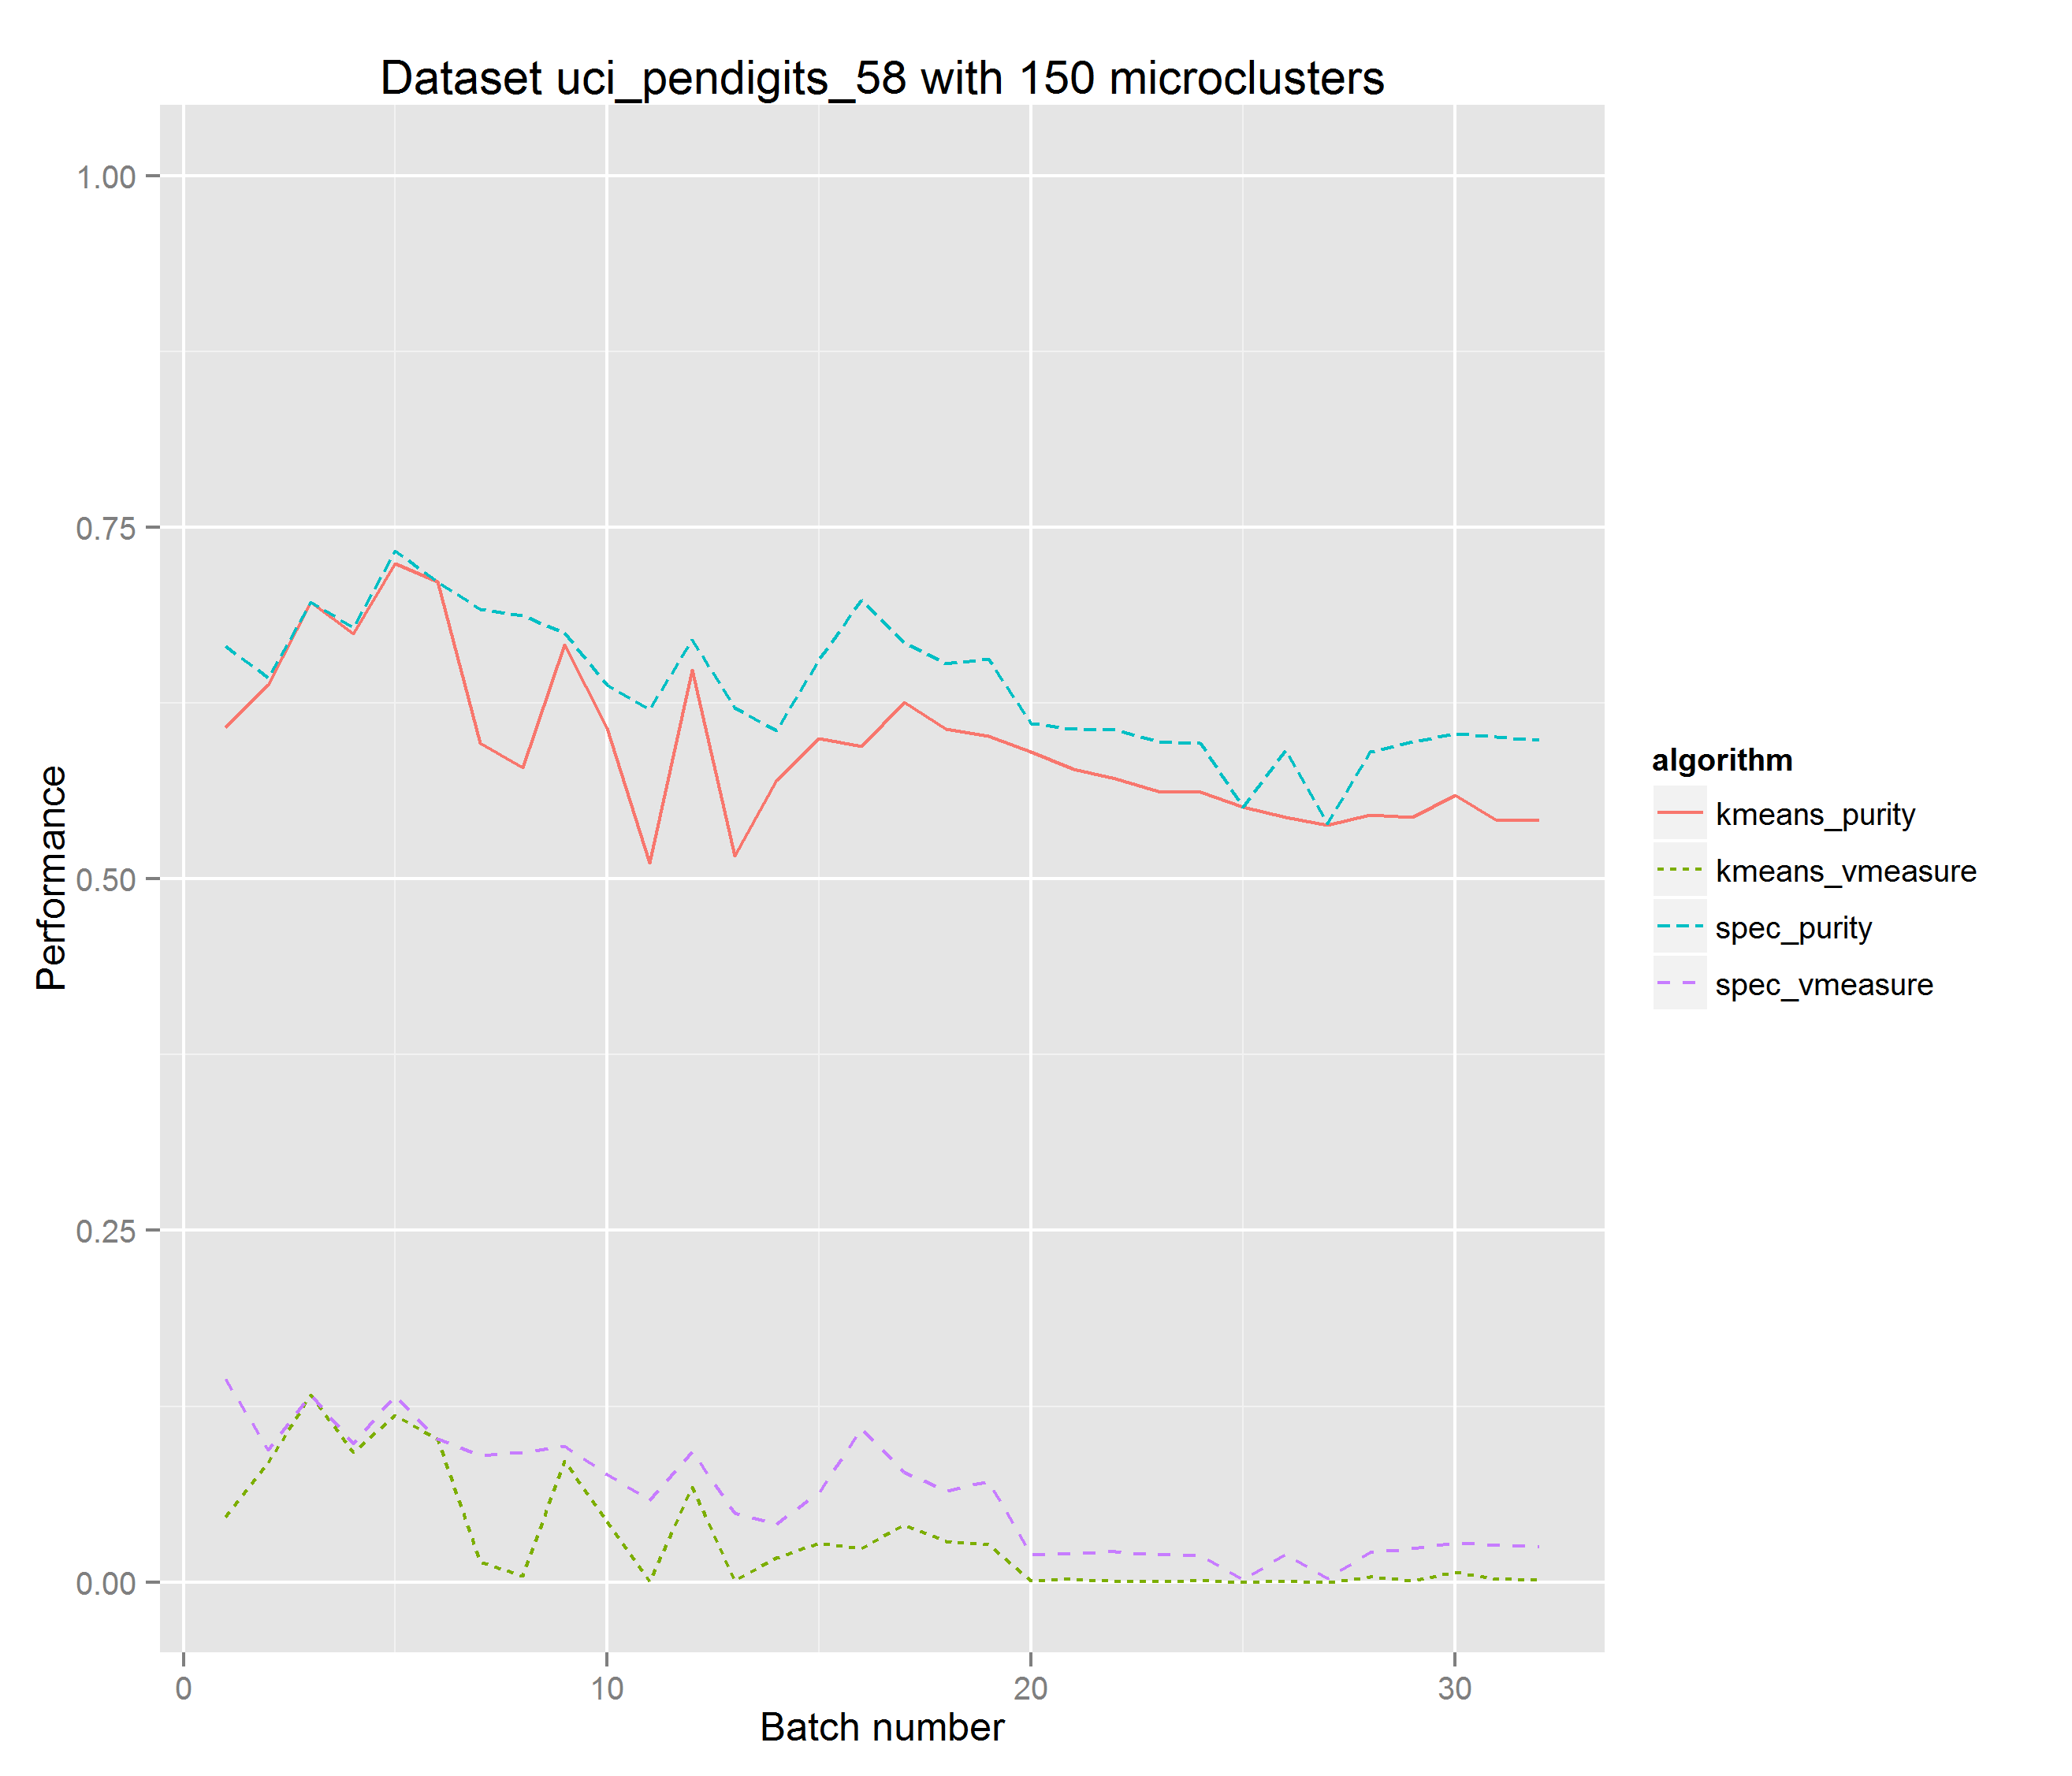 Dataset uci_pendigits_58 with 150 microclusters
1.00
0.75
0.50
0.25
0.00
Performance
0 10 20 30
Batch number
algorithm
kmeans_purity
kmeans_vmeasure
spec_purity
spec_vmeasure